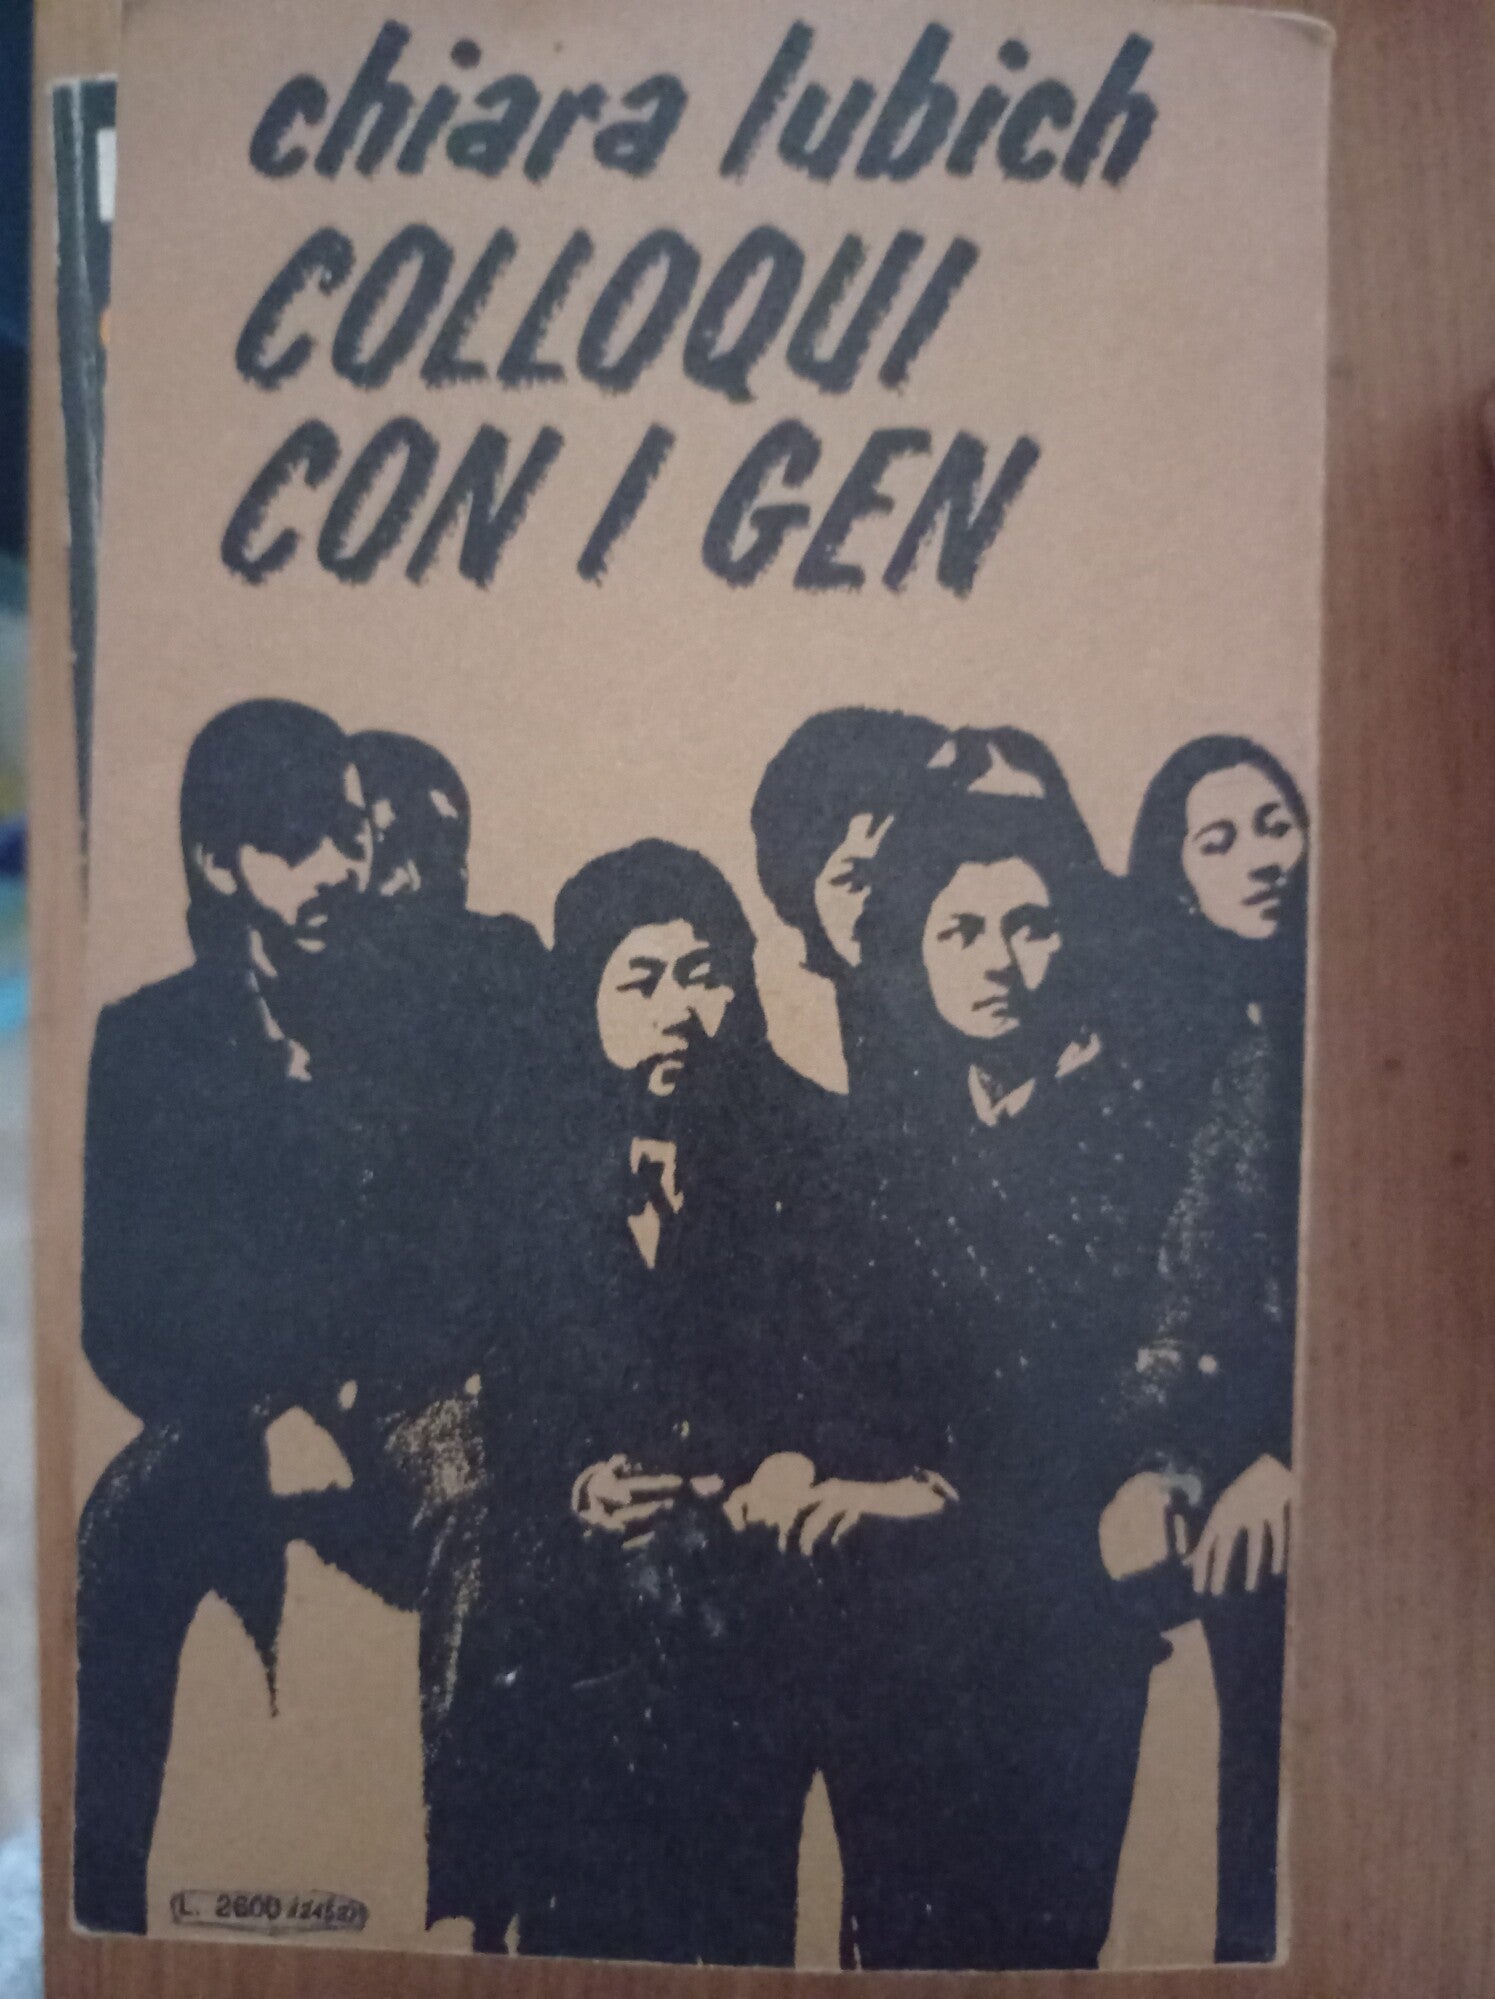 chiara lubich
COLLOQUI
CON I GEN
L. 2600